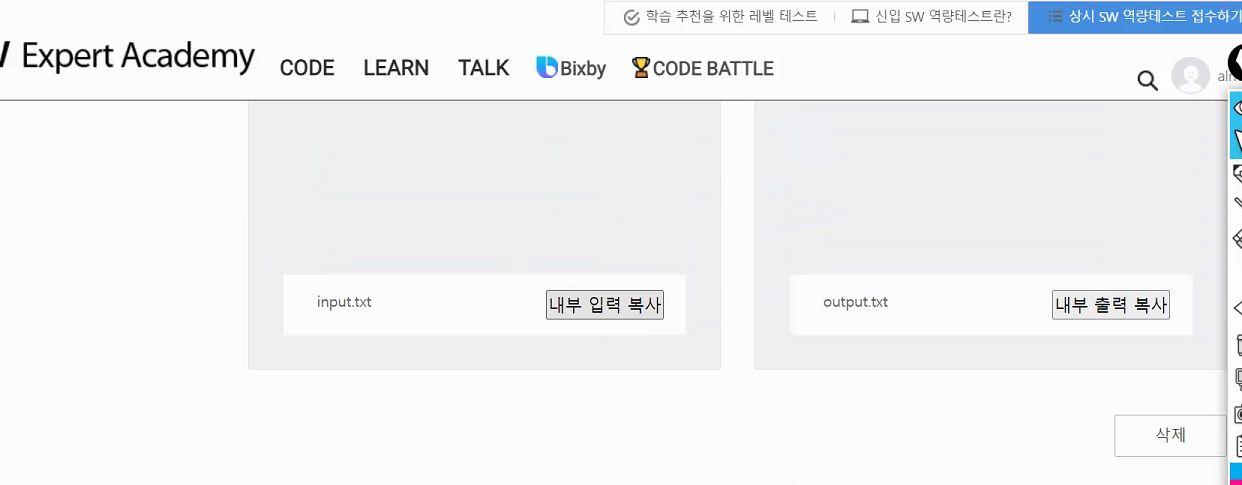 학습 추천을 위한 레벨 테스트 신입 SW 역량테스트란? 상시 SW 역량테스트 접수하기
Expert Academy CODE LEARN TALK Bixby CODE BATTLE
input.txt 내부 입력 복사 output.txt 내부 출력 복사
삭제